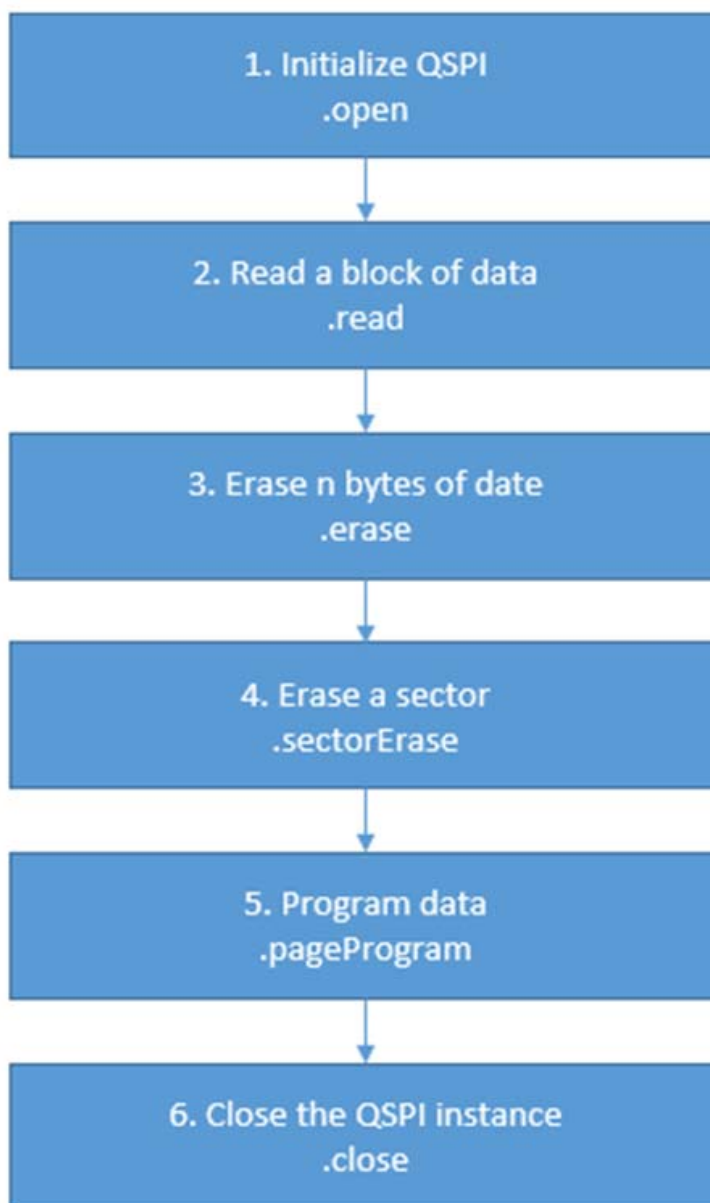 1. Initialize QSPI
.open
2. Read a block of data
.read
3. Erase n bytes of date
.erase
4. Erase a sector
.sectorErase
5. Program data
.pageProgram
6. Close the QSPI instance
.close